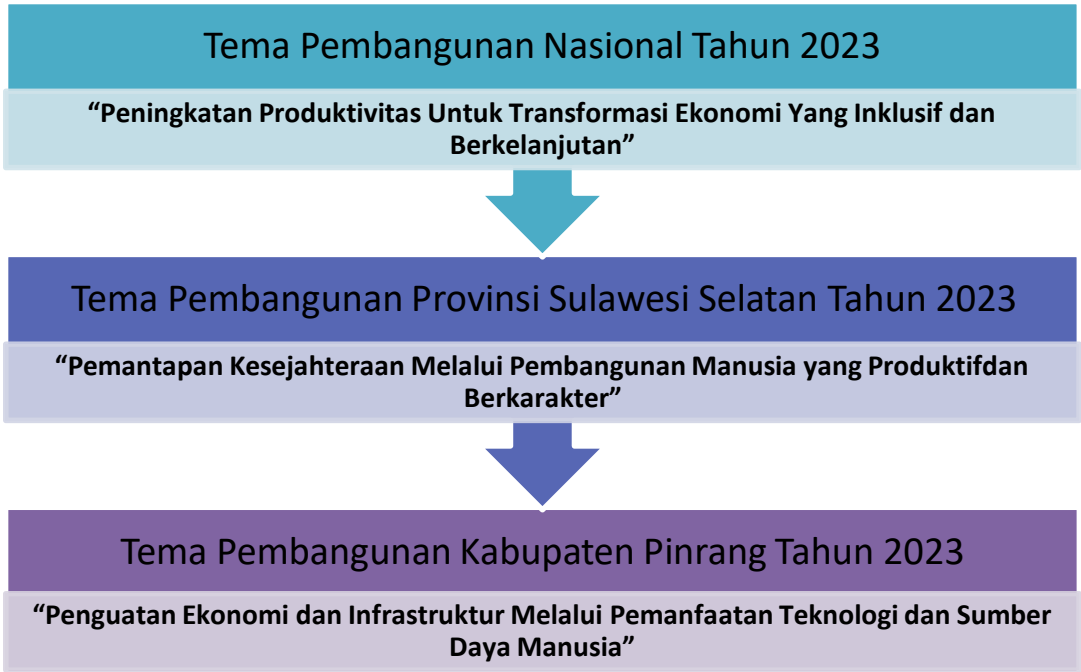 Tema Pembangunan Nasional Tahun 2023
“Peningkatan Produktivitas Untuk Transformasi Ekonomi Yang Inklusif dan
Berkelanjutan”
Tema Pembangunan Provinsi Sulawesi Selatan Tahun 2023
“Pemantapan Kesejahteraan Melalui Pembangunan Manusia yang Produktifdan
Berkarakter”
Tema Pembangunan Kabupaten Pinrang Tahun 2023
“Penguatan Ekonomi dan Infrastruktur Melalui Pemanfaatan Teknologi dan Sumber
Daya Manusia”